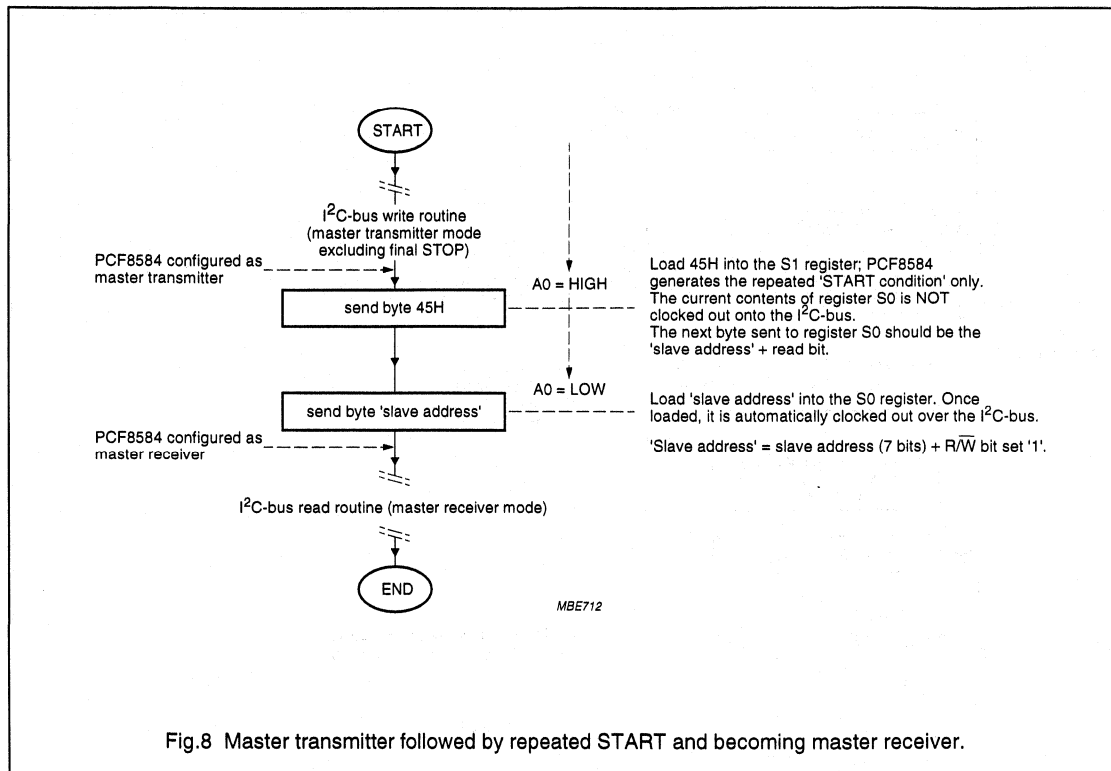 START
I²C-bus write routine
(master transmitter mode
excluding final STOP)
PCF8584 configured as
master transmitter
A0 = HIGH
send byte 45H
Load 45H into the S1 register; PCF8584
generates the repeated 'START condition' only.
The current contents of register S0 is NOT
clocked out onto the I²C-bus.
The next byte sent to register S0 should be the
'slave address' + read bit.
A0 = LOW
send byte 'slave address'
Load 'slave address' into the S0 register. Once
loaded, it is automatically clocked out over the I²C-bus.
'Slave address' = slave address (7 bits) + R/W̅ bit set '1'.
PCF8584 configured as
master receiver
I²C-bus read routine (master receiver mode)
END
MBE712
Fig.8 Master transmitter followed by repeated START and becoming master receiver.